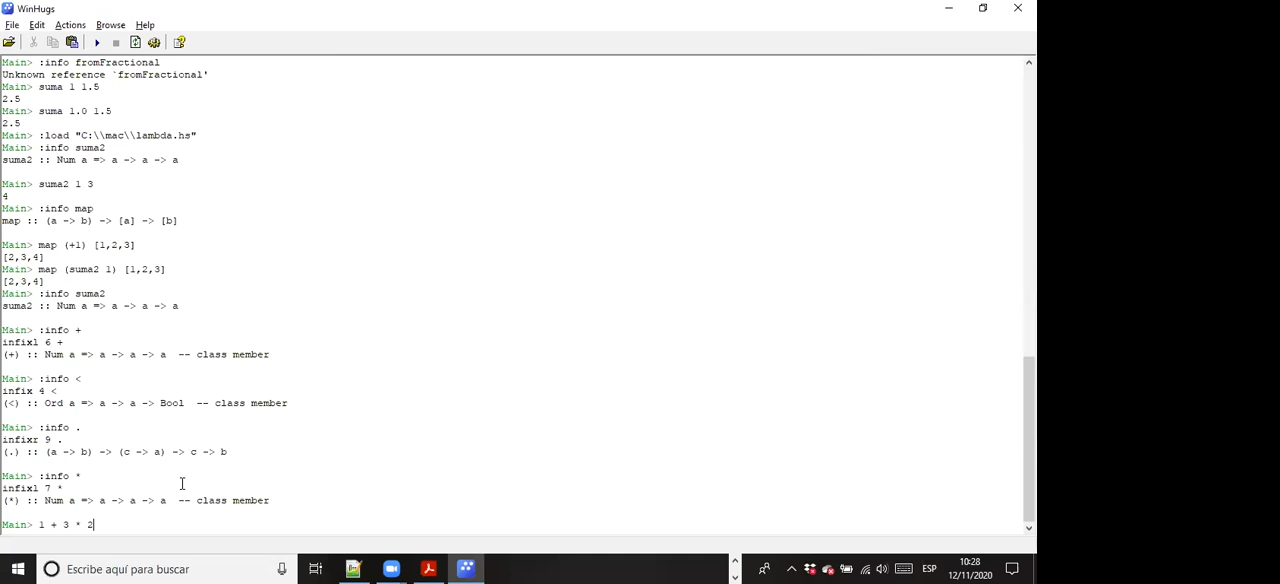 WinHugs
File Edit Actions Browse Help
Main> :info fromFractional
Unknown reference `fromFractional'
Main> suma 1 1.5
2.5
Main> suma 1.0 1.5
2.5
Main> :load "C:\\mac\\lambda.hs"
Main> :info suma2
suma2 :: Num a => a -> a -> a
Main> suma2 1 3
4
Main> :info map
map :: (a -> b) -> [a] -> [b]
Main> map (+1) [1,2,3]
[2,3,4]
Main> map (suma2 1) [1,2,3]
[2,3,4]
Main> :info suma2
suma2 :: Num a => a -> a -> a
Main> :info +
infixl 6 +
(+) :: Num a => a -> a -> a  -- class member
Main> :info <
infix 4 <
(<) :: Ord a => a -> a -> Bool  -- class member
Main> :info .
infixr 9 .
(.) :: (a -> b) -> (c -> a) -> c -> b
Main> :info *
infixl 7 *
(*) :: Num a => a -> a -> a  -- class member
Main> 1 + 3 * 2
Escribe aquí para buscar
ESP
10:28
12/11/2020